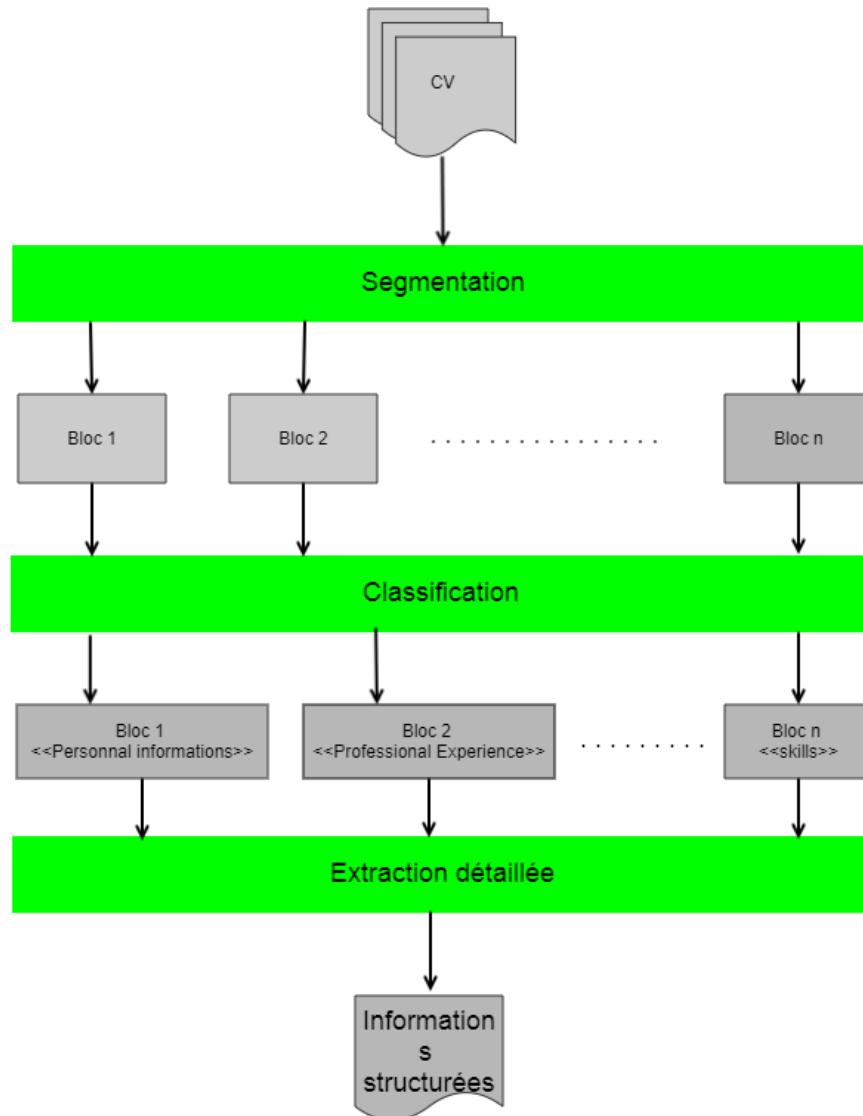 CV
Segmentation
Bloc 1
Bloc 2
. . . . . . . . . . . . . . . .
Bloc n
Classification
Bloc 1
<<Personnal informations>>
Bloc 2
<<Professional Experience>>
. . . . . . . . .
Bloc n
<<skills>>
Extraction détaillée
Information
s
structurées